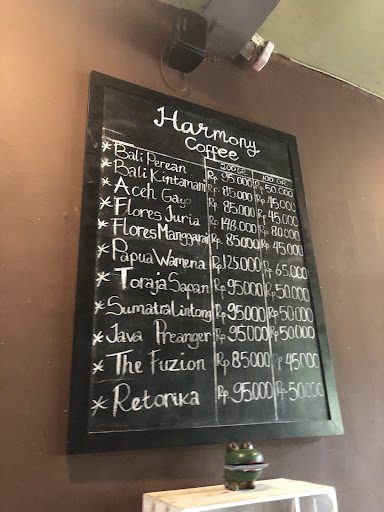 Harmony
Coffee
200 GR 100 GR
* Bali Perean Rp 95.000 Rp 50.000
* Bali Kintamani Rp 85.000 Rp 45.000
* Aceh Gayo Rp 85.000 Rp 45.000
* Flores Juria Rp 148.000 Rp 80.000
* Flores Manggarai Rp 85.000 Rp 45.000
* Papua Wamena Rp 125.000 Rp 65.000
* Toraja Sapan Rp 95.000 Rp 50.000
* Sumatra Lintong Rp 95.000 Rp 50.000
* Java Preanger Rp 95.000 Rp 50.000
* The Fuzion Rp 85.000 Rp 45.000
* Retorika Rp 95.000 Rp 50.000